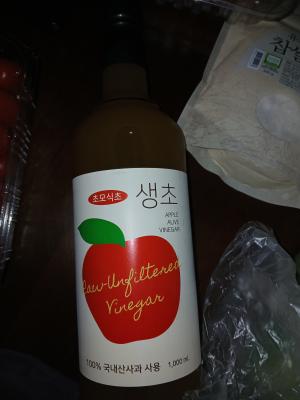 초모식초
생초
APPLE
ALIVE
VINEGAR
Raw-Unfiltered
Vinegar
100% 국내산사과 사용
1,000 mL
찹쌀